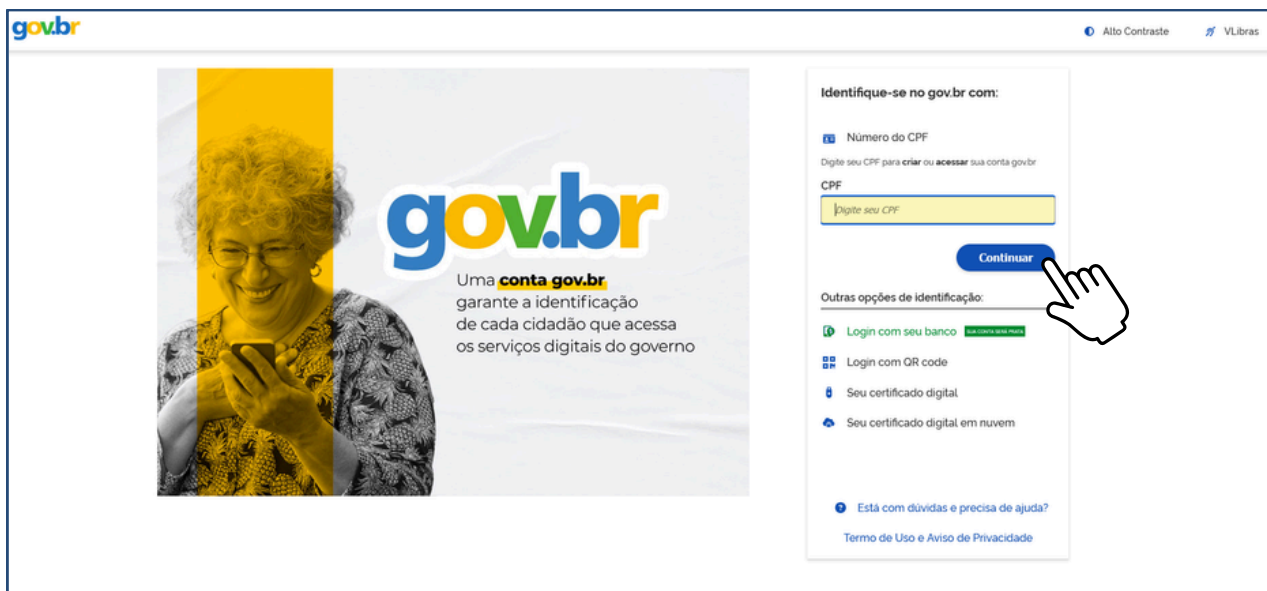 gov.br
Alto Contraste
VLibras
gov.br
Uma conta gov.br
garante a identificação
de cada cidadão que acessa
os serviços digitais do governo
Identifique-se no gov.br com:
Número do CPF
Digite seu CPF para criar ou acessar sua conta gov.br
CPF
Digite seu CPF
Continuar
Outras opções de identificação:
Login com seu banco SUA CONTA SERÁ PRATA
Login com QR code
Seu certificado digital
Seu certificado digital em nuvem
Está com dúvidas e precisa de ajuda?
Termo de Uso e Aviso de Privacidade